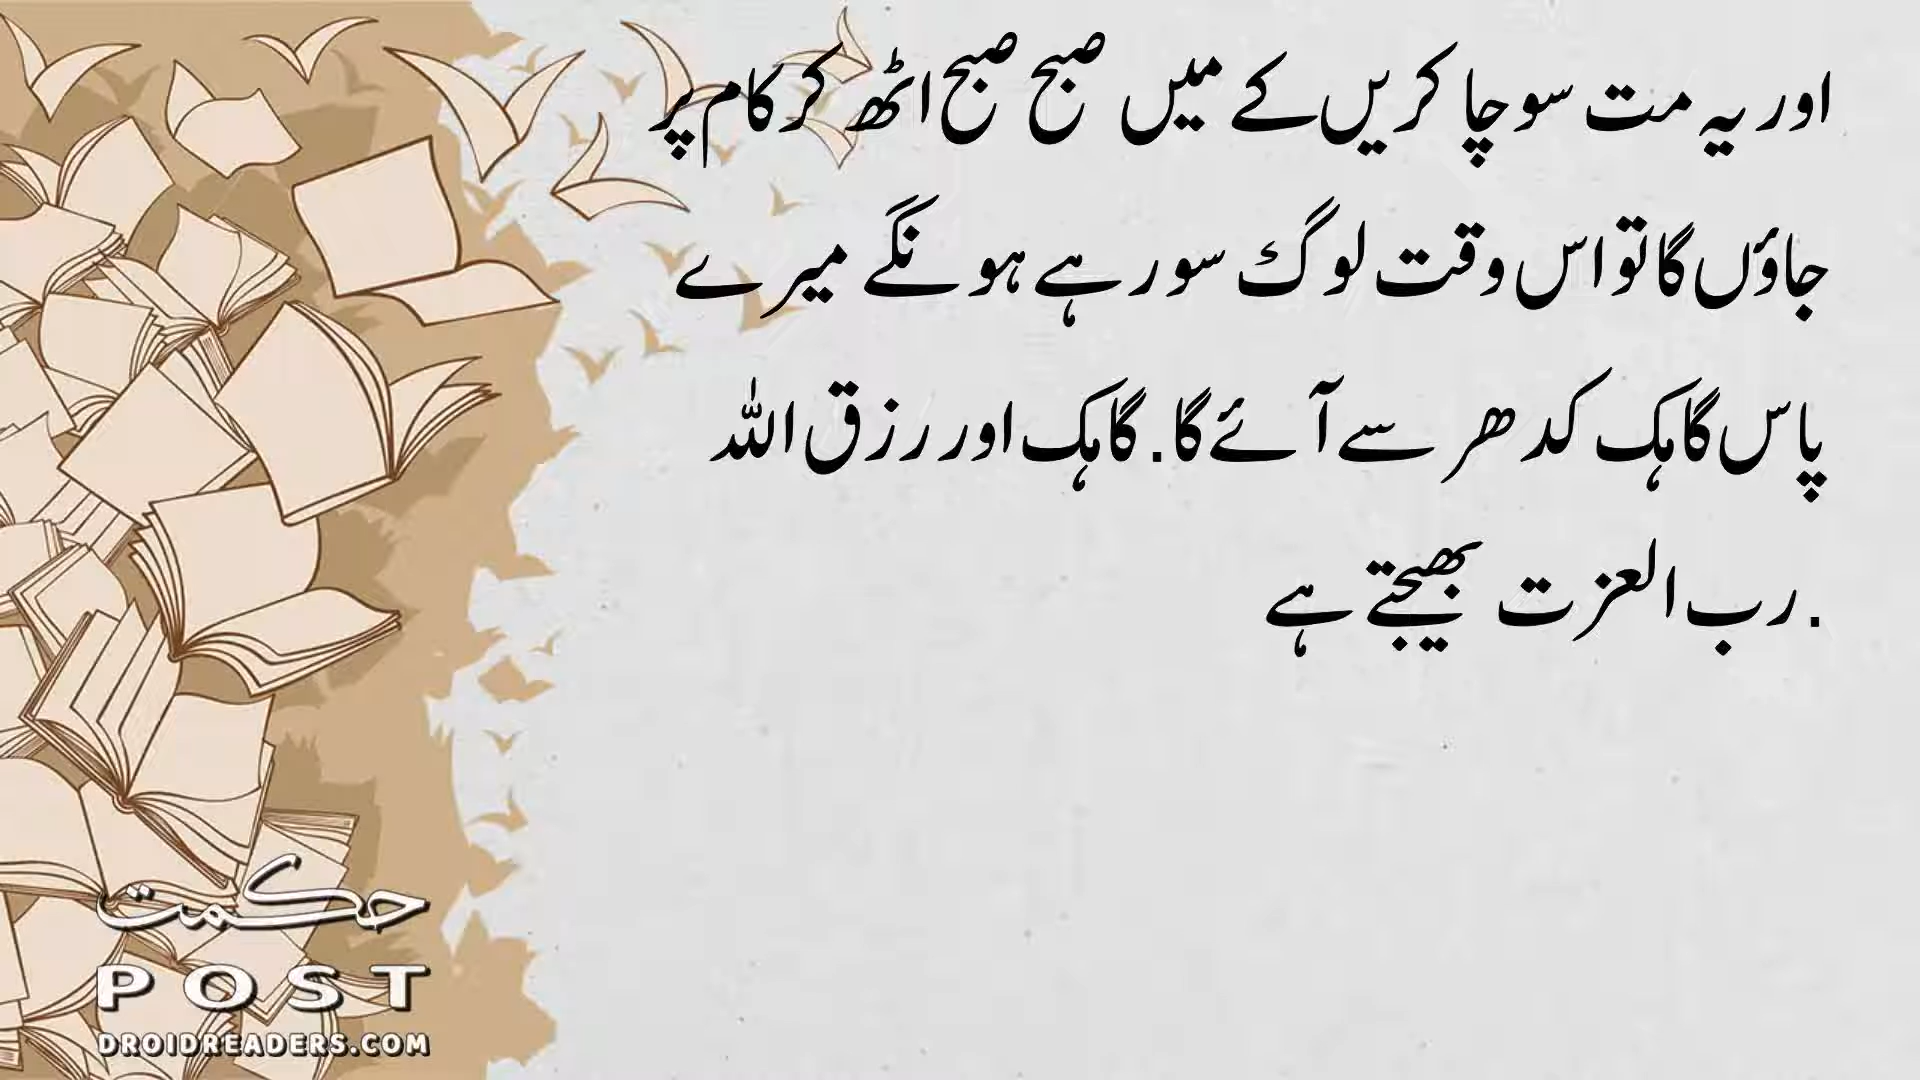 اور یہ مت سوچا کریں کے میں صبح صبح اٹھ کر کام پر
جاؤں گا تو اس وقت لوگ سو رہے ہونگے میرے
پاس گاہک کدھر سے آئے گا. گاہک اور رزق اللہ
رب العزت بھیجتے ہے.
حکمت
POST
DROIDREADERS.COM